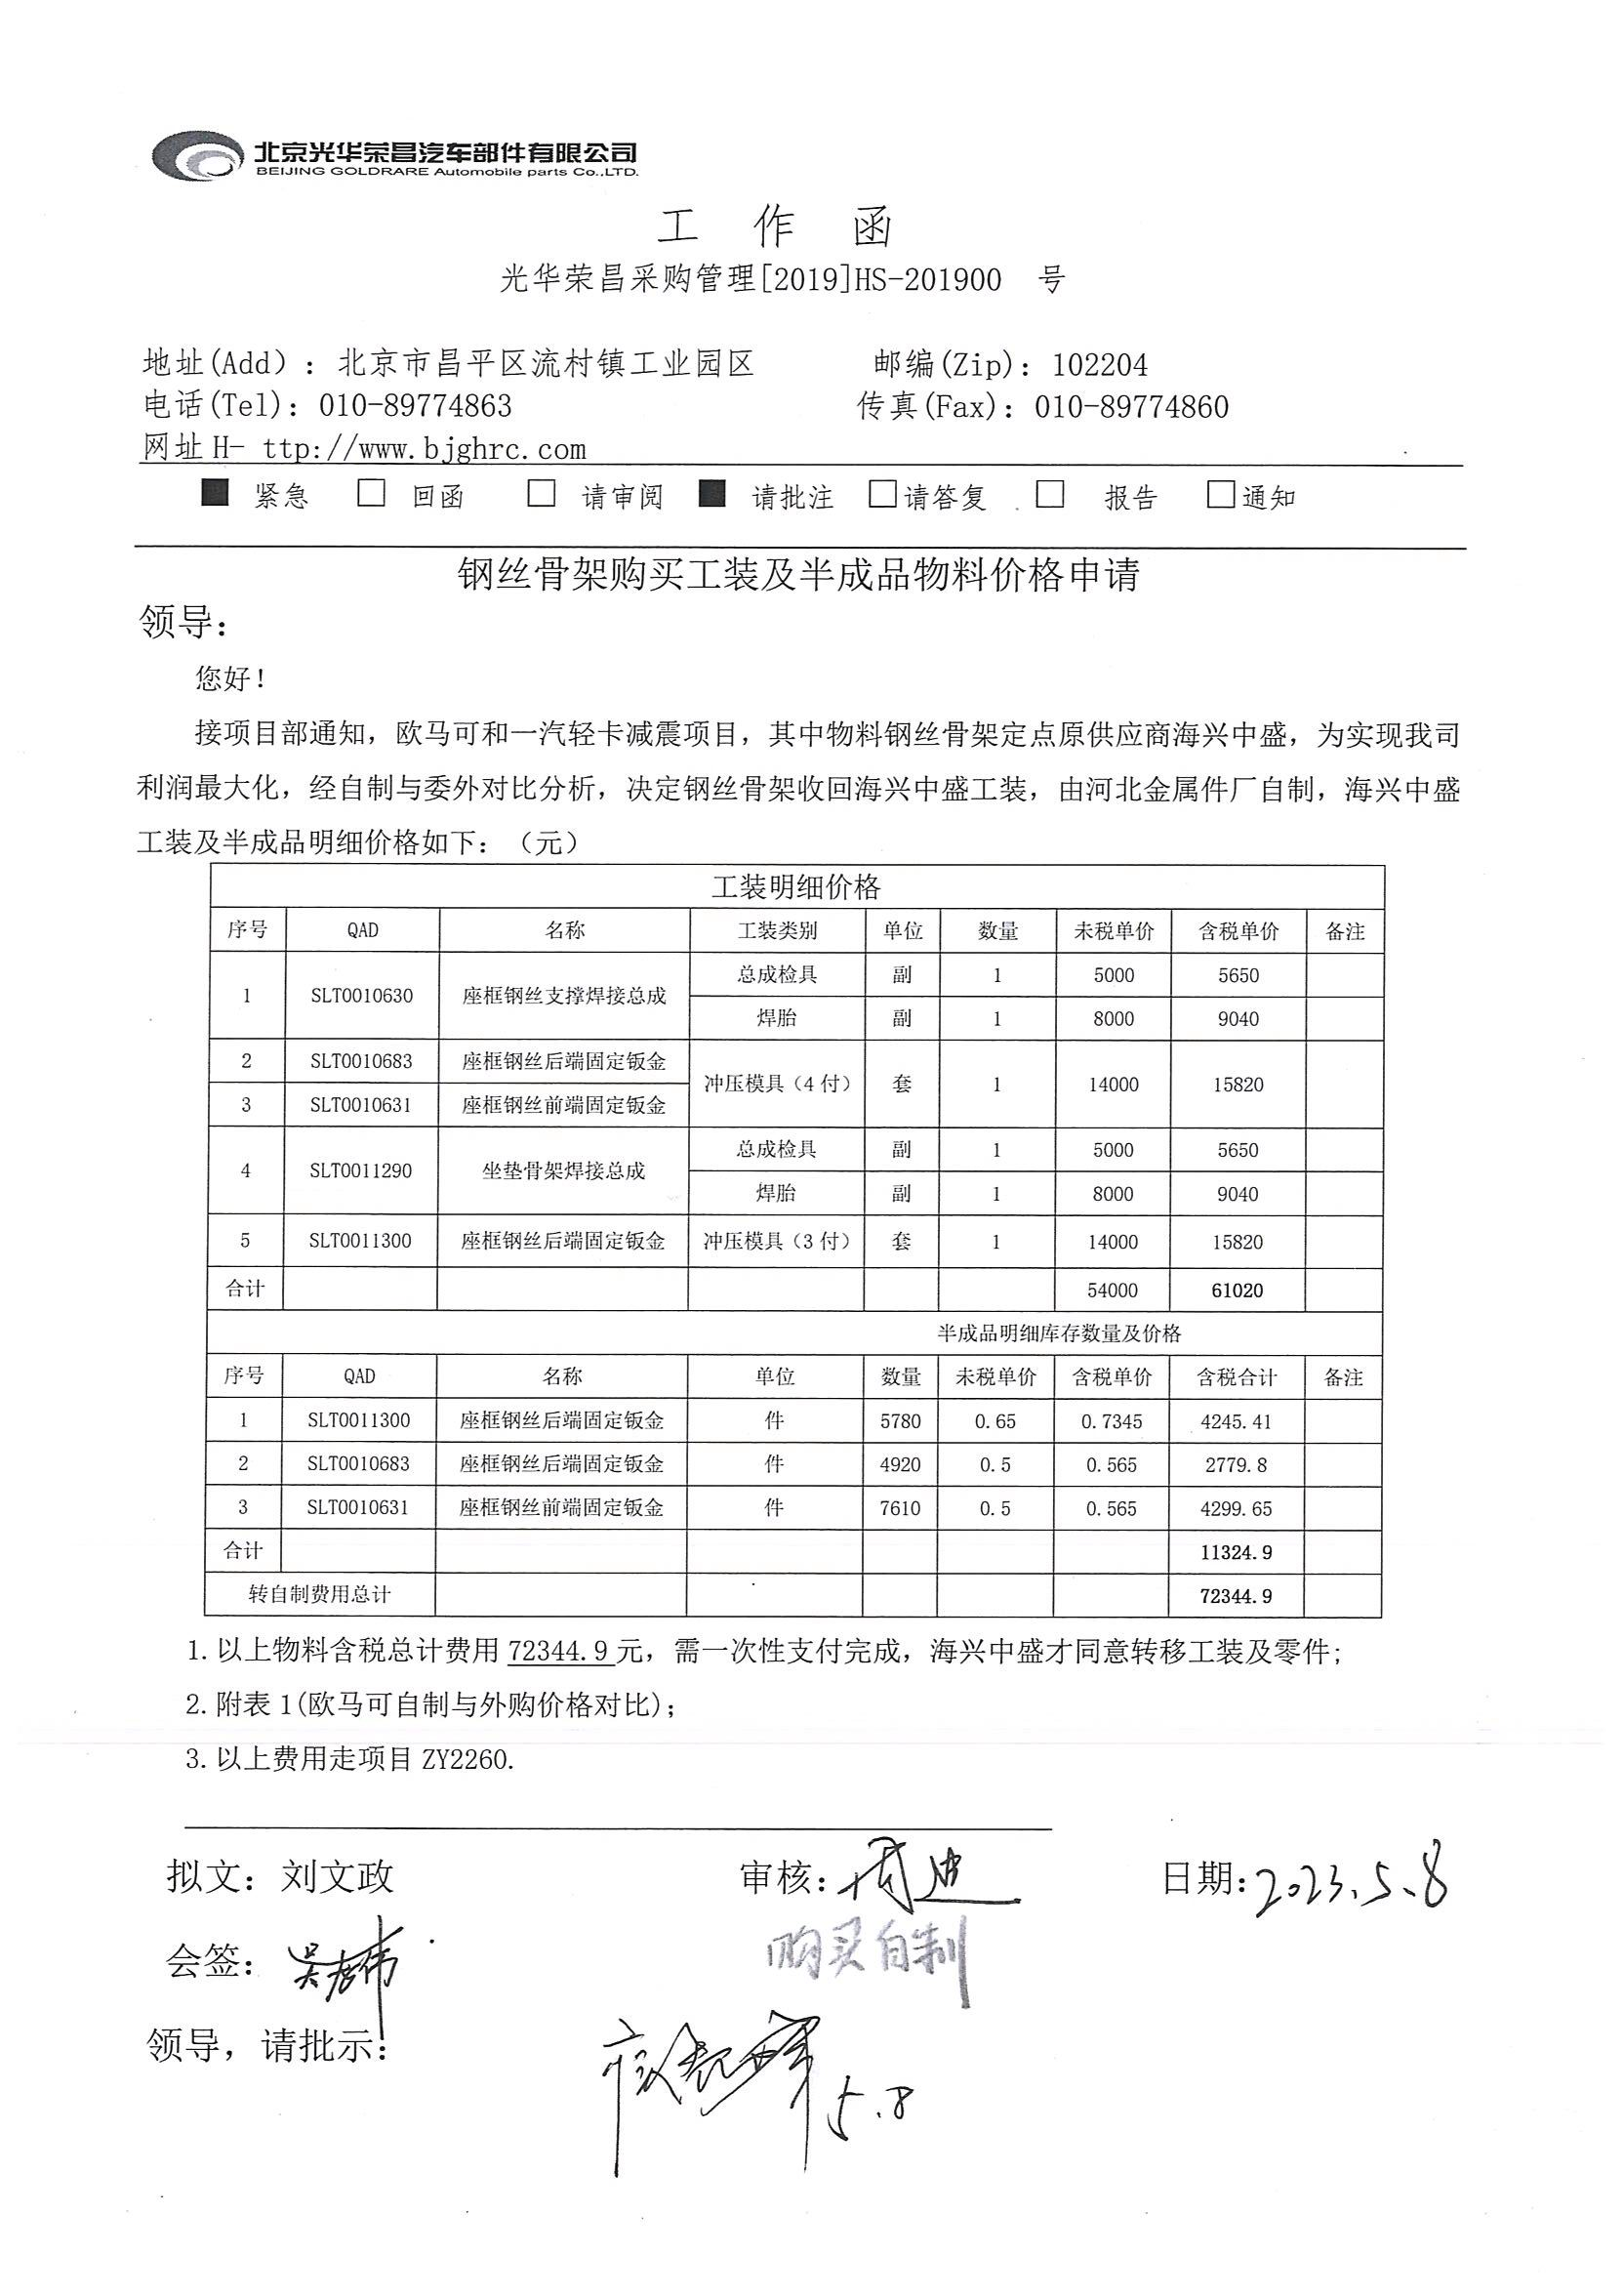 北京光华荣昌汽车部件有限公司
BEIJING GOLDRARE Automobile parts Co.,LTD.
工 作 函
光华荣昌采购管理[2019]HS-201900 号
地址(Add）: 北京市昌平区流村镇工业园区 邮编(Zip): 102204
电话(Tel): 010-89774863 传真(Fax): 010-89774860
网址 H- ttp://www.bjghrc.com
■ 紧急 □ 回函 □ 请审阅 ■ 请批注 □请答复 □ 报告 □通知
钢丝骨架购买工装及半成品物料价格申请
领导:
您好!
接项目部通知，欧马可和一汽轻卡减震项目，其中物料钢丝骨架定点原供应商海兴中盛，为实现我司
利润最大化，经自制与委外对比分析，决定钢丝骨架收回海兴中盛工装，由河北金属件厂自制，海兴中盛
工装及半成品明细价格如下：（元）
工装明细价格
序号 QAD 名称 工装类别 单位 数量 未税单价 含税单价 备注
1 SLT0010630 座框钢丝支撑焊接总成 总成检具 副 1 5000 5650
焊胎 副 1 8000 9040
2 SLT0010683 座框钢丝后端固定钣金 冲压模具（4 付） 套 1 14000 15820
3 SLT0010631 座框钢丝前端固定钣金
4 SLT0011290 坐垫骨架焊接总成 总成检具 副 1 5000 5650
焊胎 副 1 8000 9040
5 SLT0011300 座框钢丝后端固定钣金 冲压模具（3 付） 套 1 14000 15820
合计 54000 61020
半成品明细库存数量及价格
序号 QAD 名称 单位 数量 未税单价 含税单价 含税合计 备注
1 SLT0011300 座框钢丝后端固定钣金 件 5780 0.65 0.7345 4245.41
2 SLT0010683 座框钢丝后端固定钣金 件 4920 0.5 0.565 2779.8
3 SLT0010631 座框钢丝前端固定钣金 件 7610 0.5 0.565 4299.65
合计 11324.9
转自制费用总计 72344.9
1.以上物料含税总计费用 72344.9 元，需一次性支付完成，海兴中盛才同意转移工装及零件;
2.附表 1(欧马可自制与外购价格对比);
3.以上费用走项目 ZY2260.
拟文: 刘文政 审核: 日期: 2023.5.8
购买自制
会签:
领导，请批示:
5.8